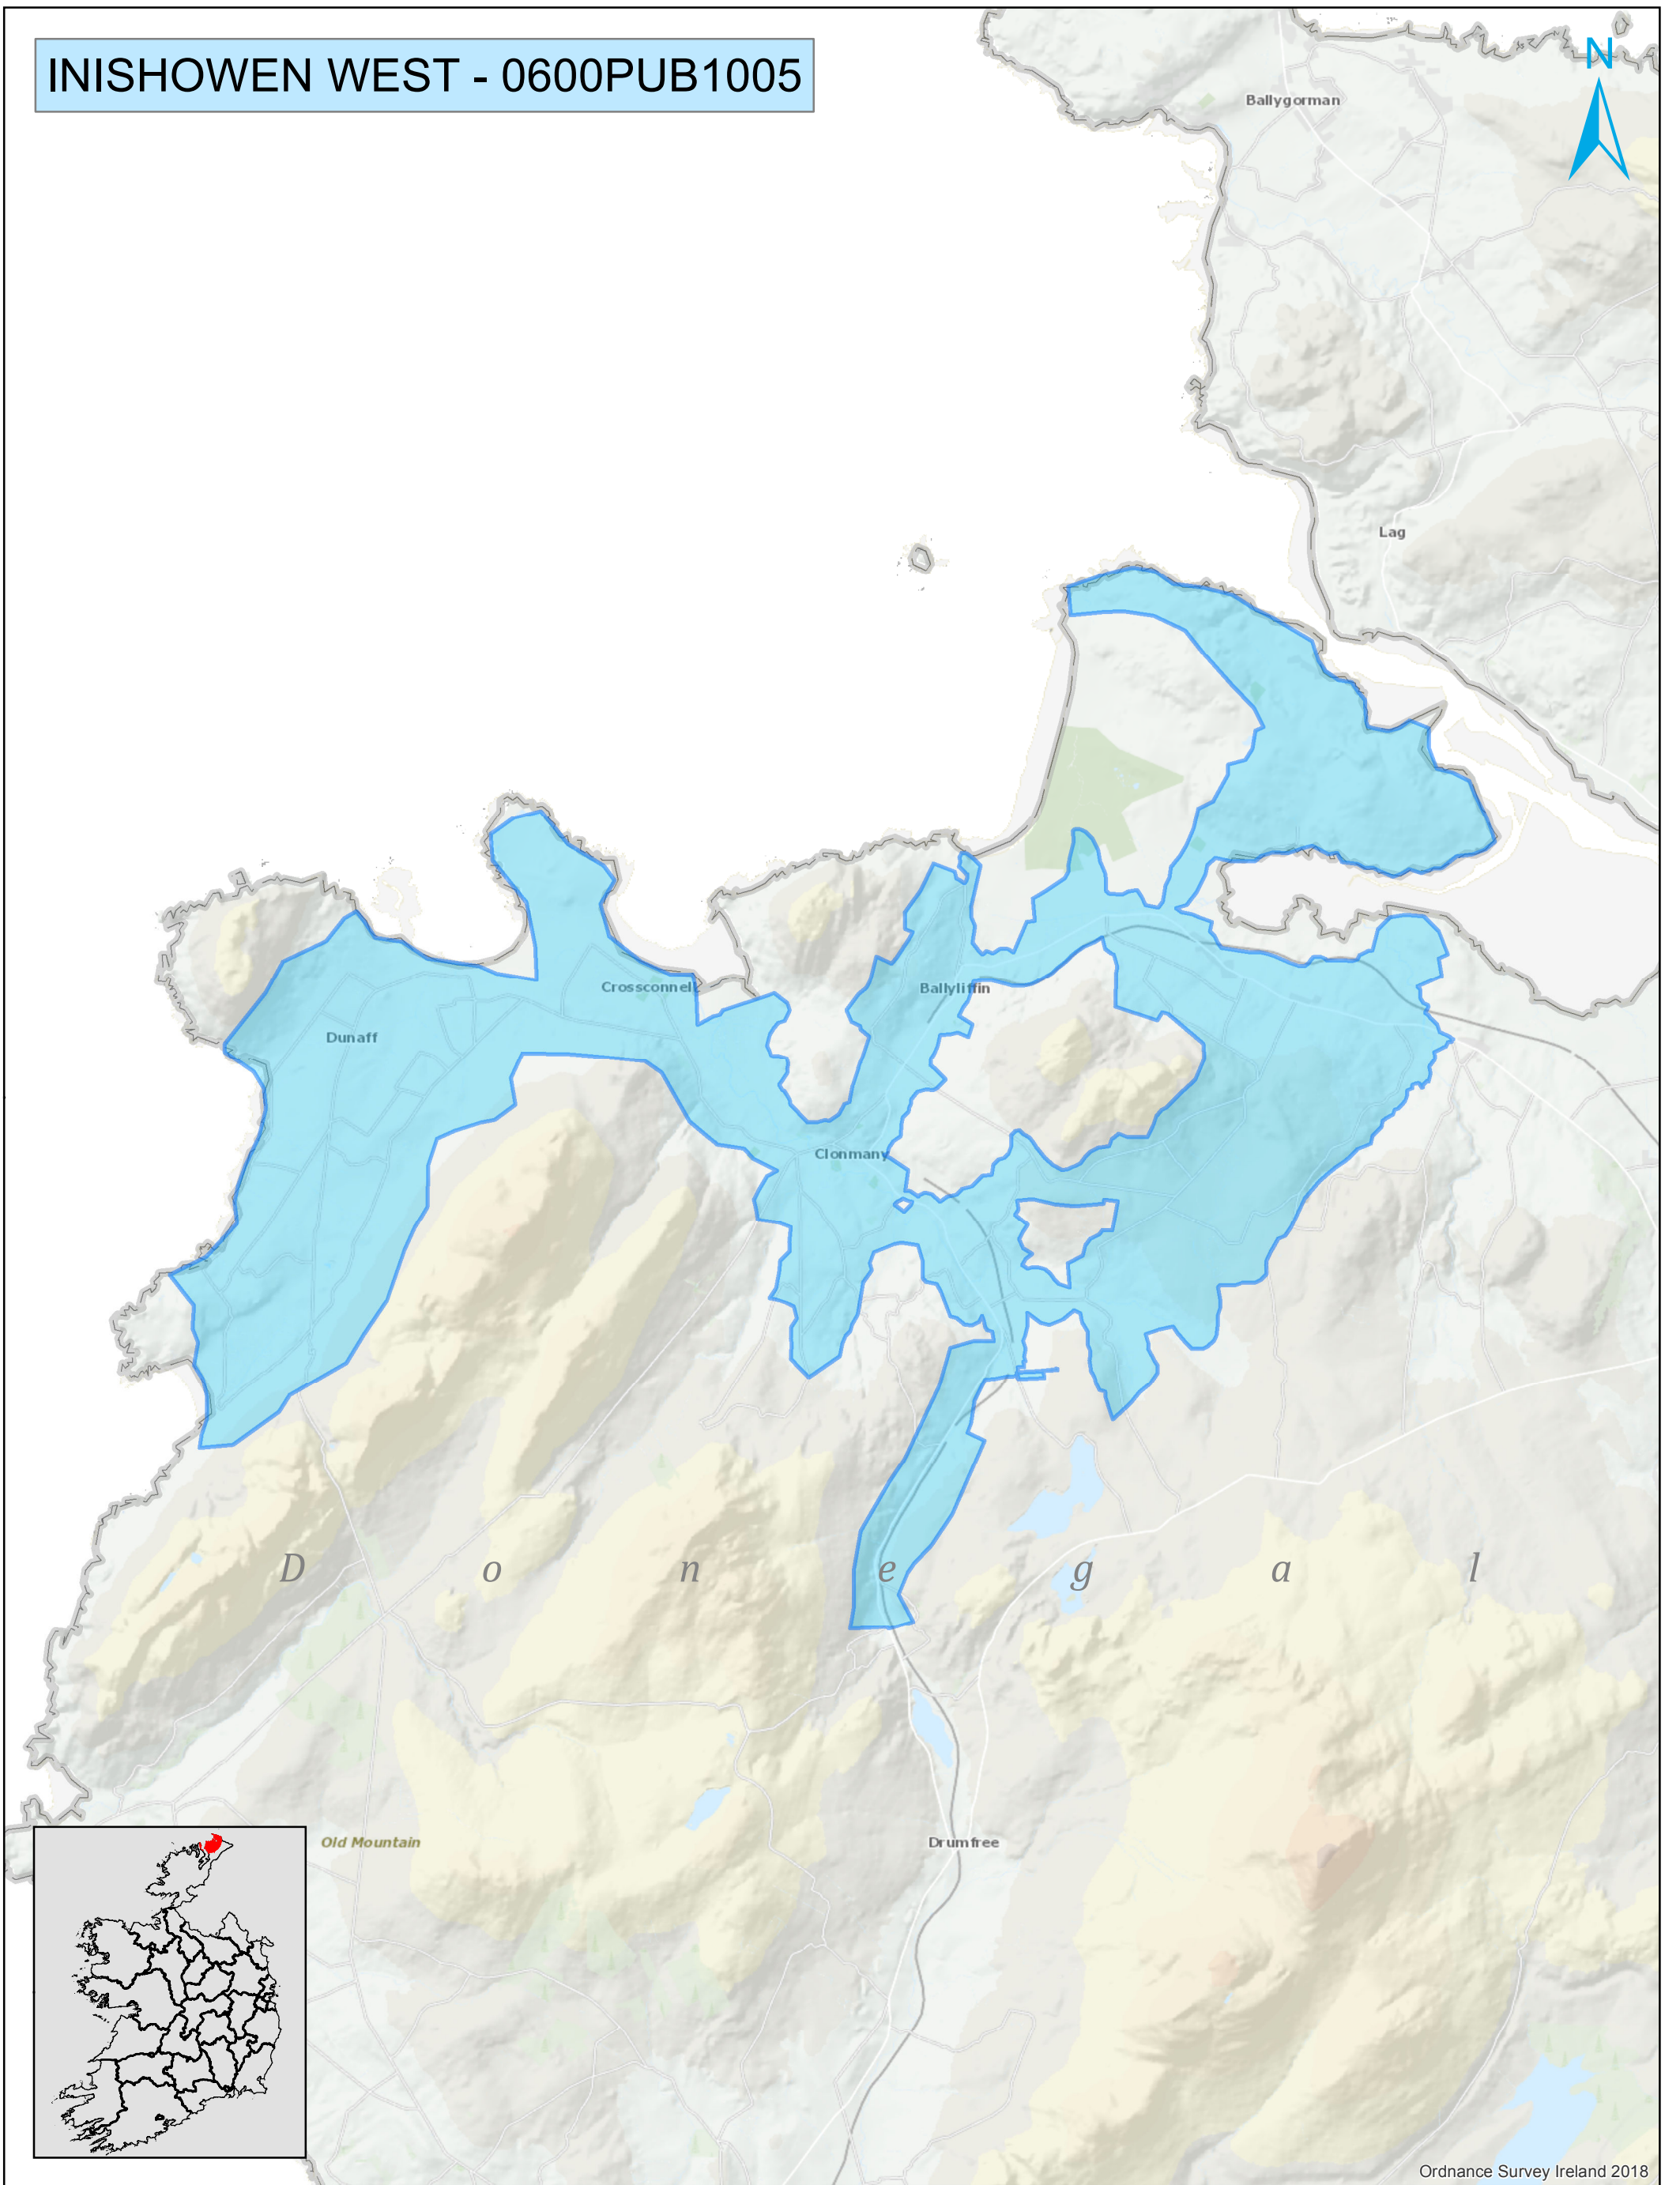 INISHOWEN WEST - 0600PUB1005
N
Ballygorman
Lag
Crossconnell
Ballyliffin
Dunaff
Clonmany
D o n e g a l
Old Mountain
Drumfree
Ordnance Survey Ireland 2018